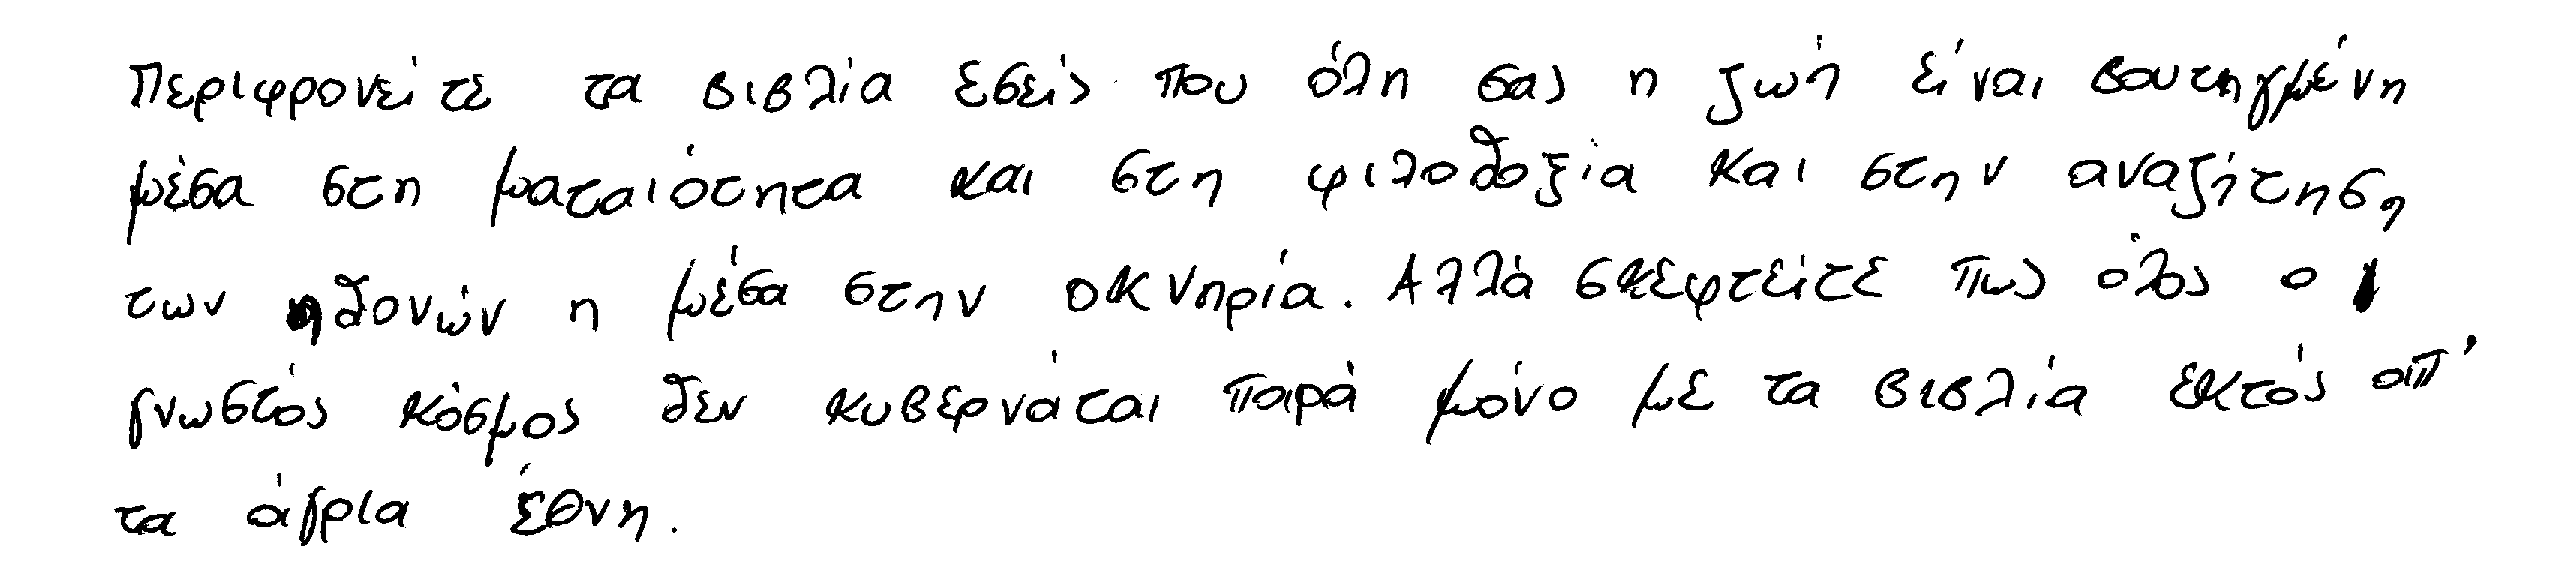 Περιφρονείτε τα βιβλία εσείς που όλη σας η ζωή είναι βουτηγμένη
μέσα στη ματαιότητα και στη φιλοδοξία και στην αναζήτηση
των ηδονών η μέσα στην οκνηρία. Αλλά σκεφτείτε πως όλος ο
γνωστός κόσμος δεν κυβερνάται παρά μόνο με τα βιβλία εκτός απ'
τα άγρια έθνη.